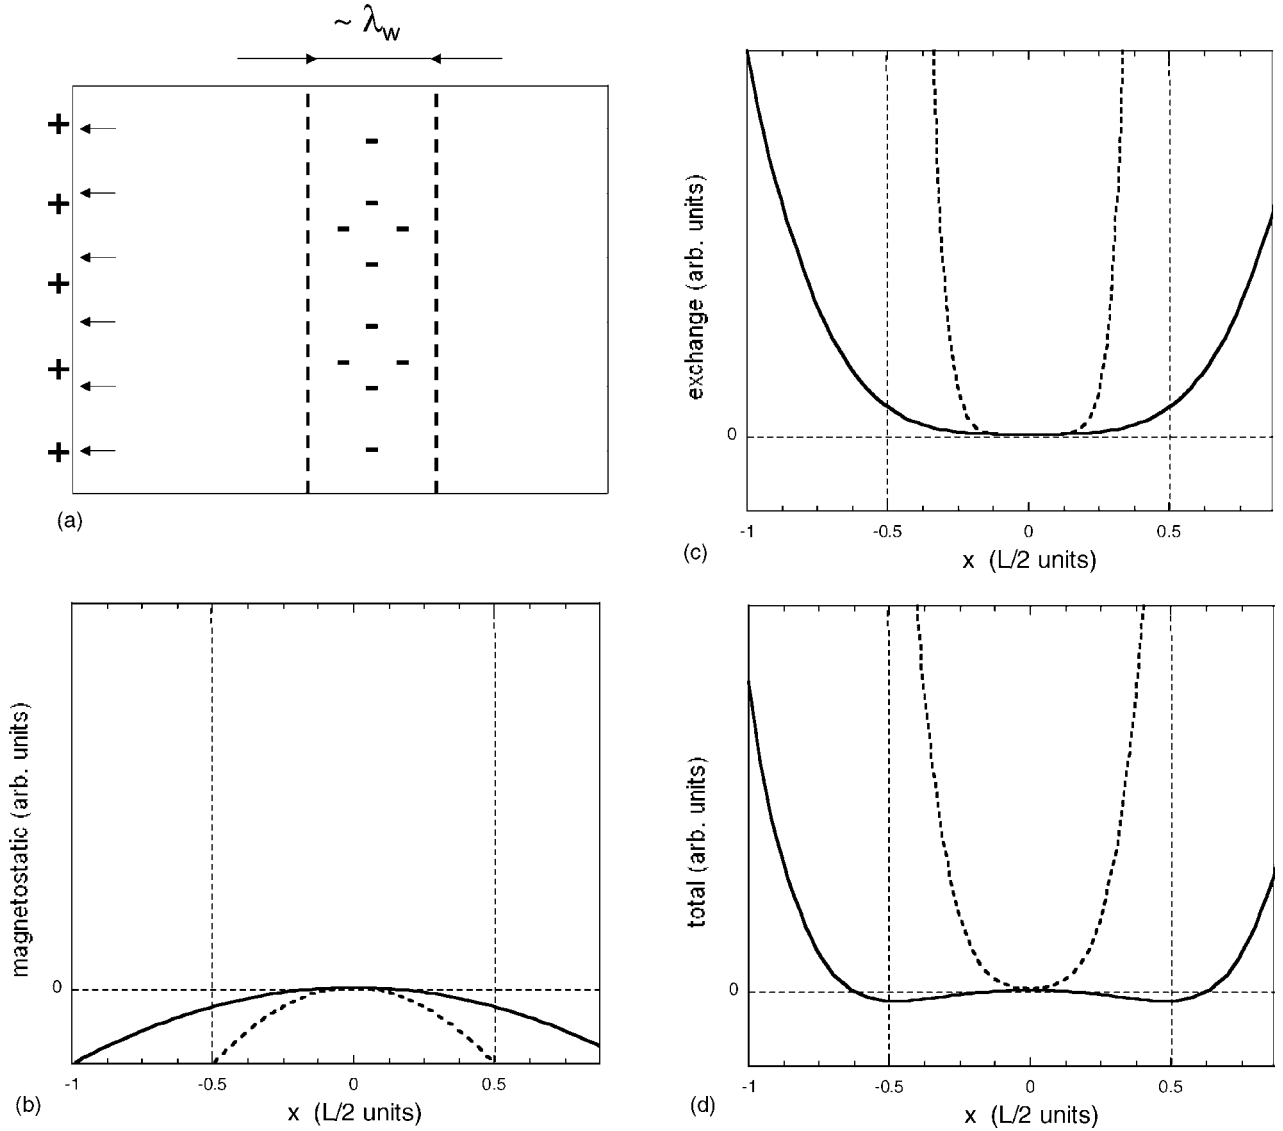 ~ λw
+
-
+
-
- -
+
-
-
+
- -
-
+
-
(a)
exchange (arb. units)
0
-1 -0.5 0 0.5
x (L/2 units)
(c)
magnetostatic (arb. units)
0
-1 -0.5 0 0.5
x (L/2 units)
(b)
total (arb. units)
0
-1 -0.5 0 0.5
x (L/2 units)
(d)